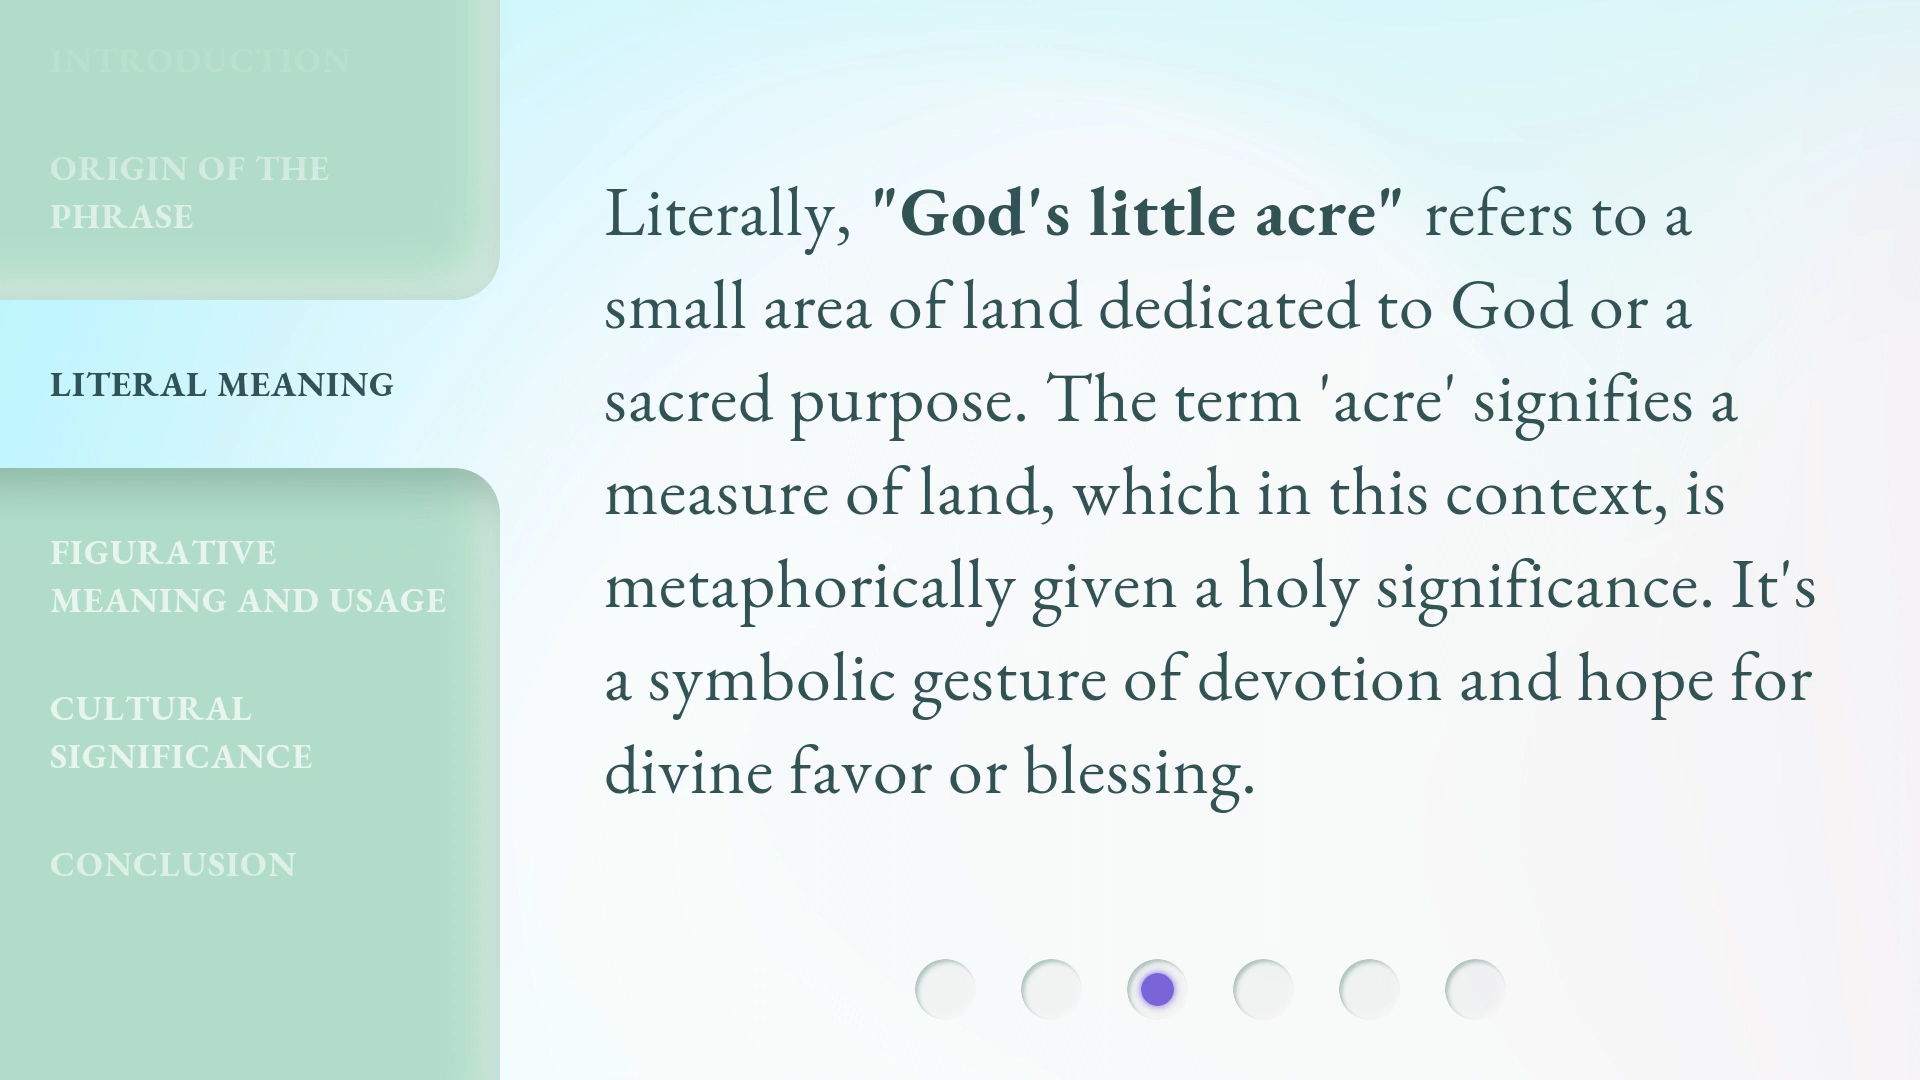 INTRODUCTION
ORIGIN OF THE
PHRASE
LITERAL MEANING
FIGURATIVE
MEANING AND USAGE
CULTURAL
SIGNIFICANCE
CONCLUSION
Literally, "God's little acre" refers to a
small area of land dedicated to God or a
sacred purpose. The term 'acre' signifies a
measure of land, which in this context, is
metaphorically given a holy significance. It's
a symbolic gesture of devotion and hope for
divine favor or blessing.